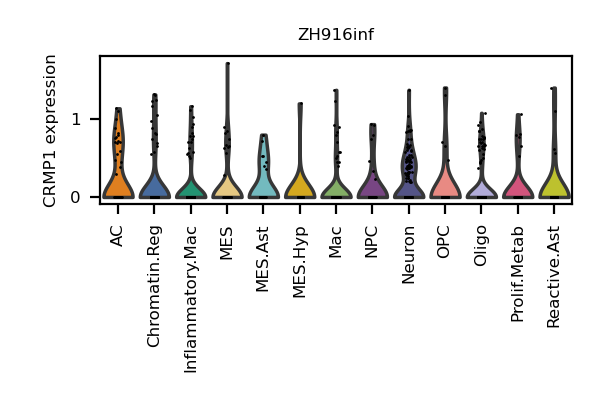 ZH916inf
CRMP1 expression
1
0
AC
Chromatin.Reg
Inflammatory.Mac
MES
MES.Ast
MES.Hyp
Mac
NPC
Neuron
OPC
Oligo
Prolif.Metab
Reactive.Ast